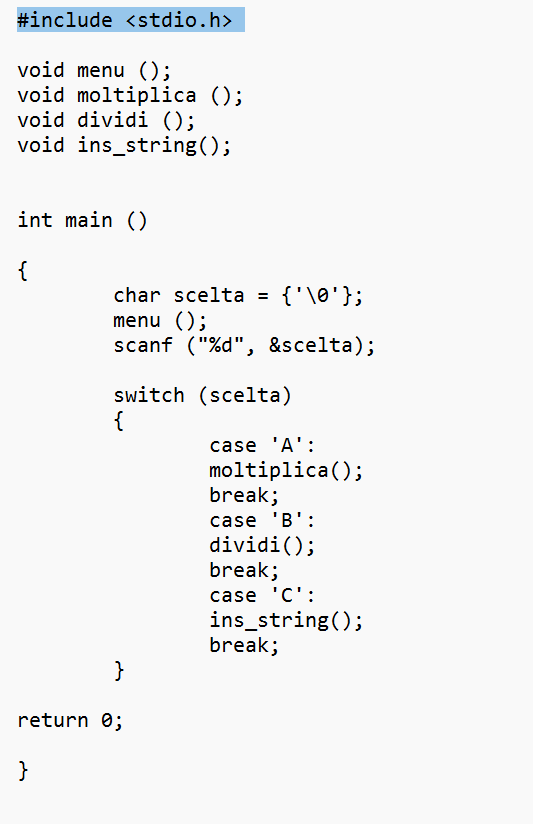 #include <stdio.h>
void menu ();
void moltiplica ();
void dividi ();
void ins_string();
int main ()
{
char scelta = {'\0'};
menu ();
scanf ("%d", &scelta);
switch (scelta)
{
case 'A':
moltiplica();
break;
case 'B':
dividi();
break;
case 'C':
ins_string();
break;
}
return 0;
}